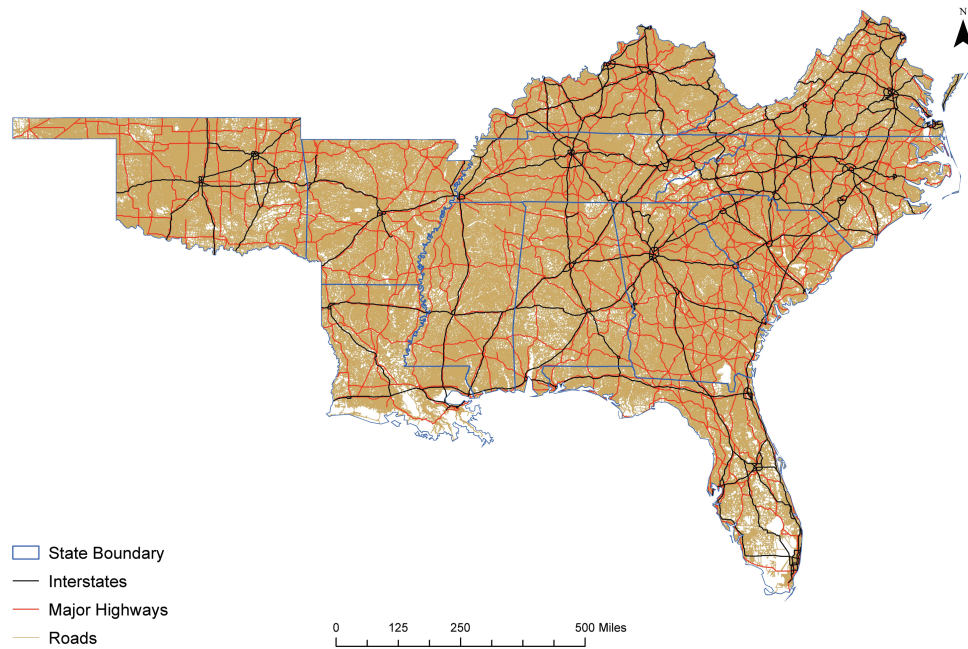 N
State Boundary
Interstates
Major Highways
Roads
0 125 250 500 Miles